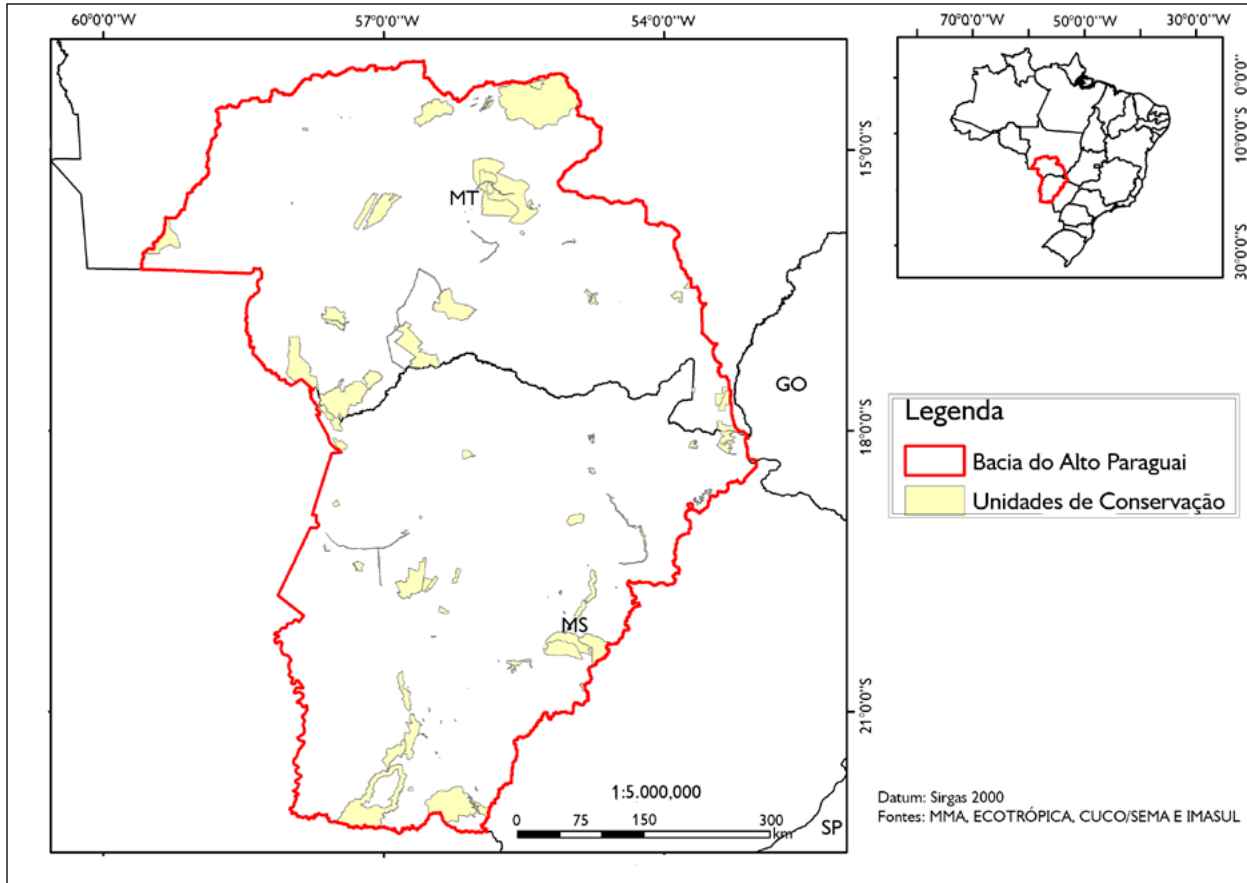 60°0'0"W
57°0'0"W
54°0'0"W
70°0'0"W
50°0'0"W
30°0'0"W
0°0'0"
10°0'0"S
30°0'0"S
15°0'0"S
18°0'0"S
21°0'0"S
MT
GO
MS
SP
Legenda
Bacia do Alto Paraguai
Unidades de Conservação
1:5.000,000
0 75 150 300
km
Datum: Sirgas 2000
Fontes: MMA, ECOTRÓPICA, CUCO/SEMA E IMASUL